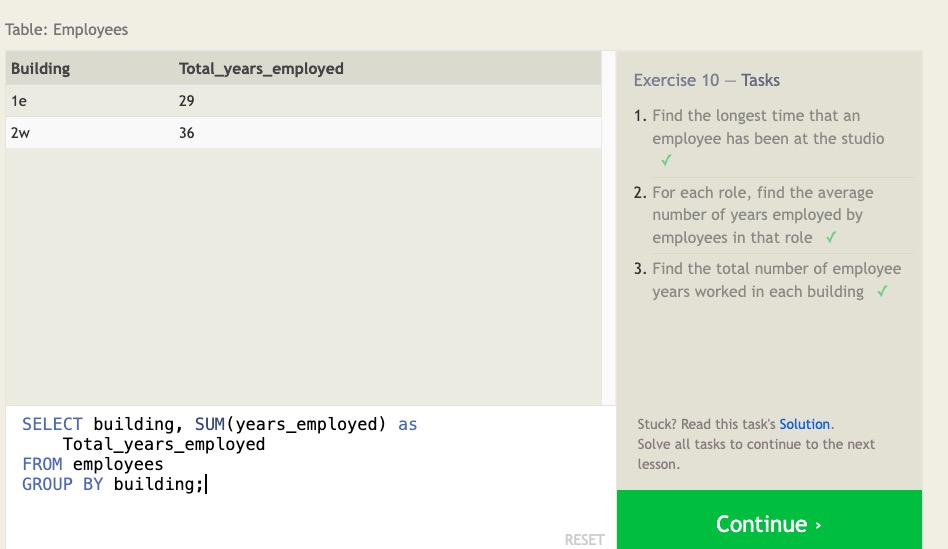 Table: Employees
Building Total_years_employed
1e 29
2w 36
SELECT building, SUM(years_employed) as
Total_years_employed
FROM employees
GROUP BY building;
RESET
Exercise 10 — Tasks
1. Find the longest time that an
employee has been at the studio
✓
2. For each role, find the average
number of years employed by
employees in that role ✓
3. Find the total number of employee
years worked in each building ✓
Stuck? Read this task's Solution.
Solve all tasks to continue to the next
lesson.
Continue ›